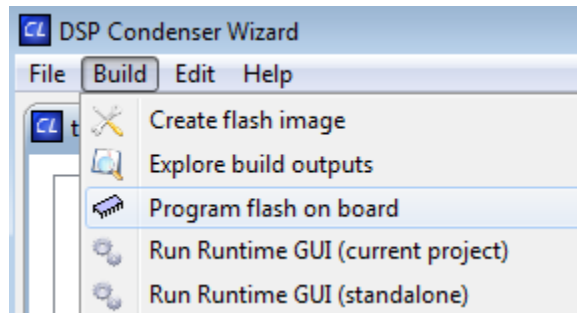 CL DSP Condenser Wizard
File Build Edit Help
CL t
Create flash image
Explore build outputs
Program flash on board
Run Runtime GUI (current project)
Run Runtime GUI (standalone)